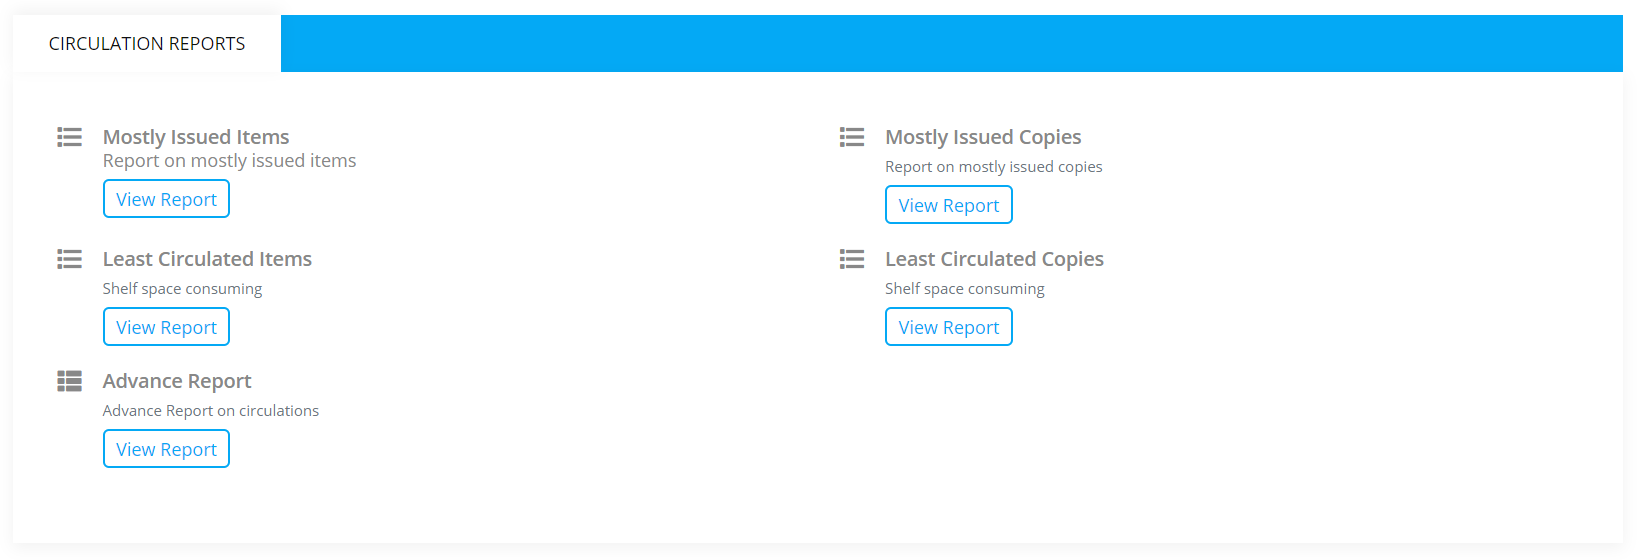 CIRCULATION REPORTS
Mostly Issued Items
Report on mostly issued items
View Report
Mostly Issued Copies
Report on mostly issued copies
View Report
Least Circulated Items
Shelf space consuming
View Report
Least Circulated Copies
Shelf space consuming
View Report
Advance Report
Advance Report on circulations
View Report